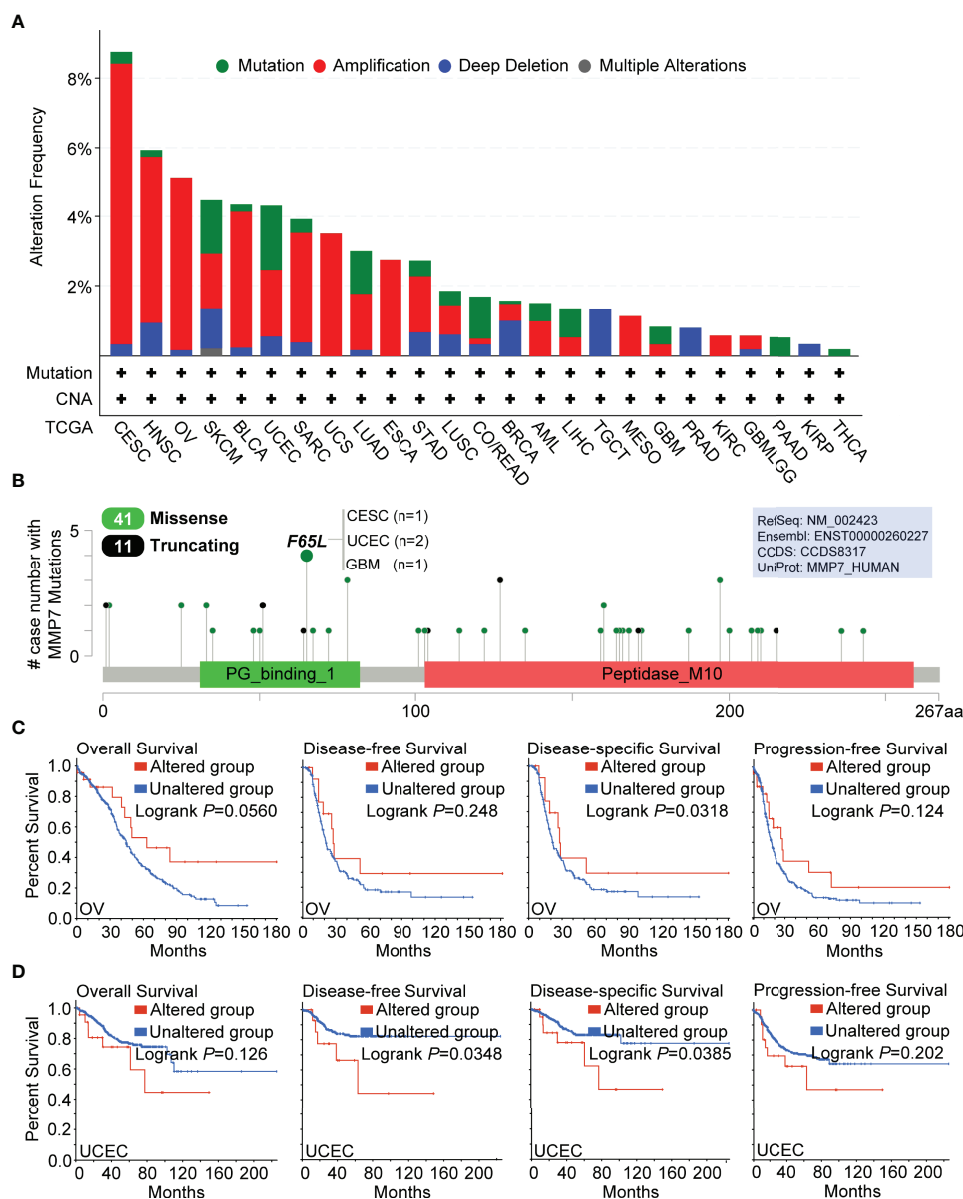 A
Mutation Amplification Deep Deletion Multiple Alterations
Alteration Frequency
8%
6%
4%
2%
Mutation + + + + + + + + + + + + + + + + + + + + + + + + +
CNA + + + + + + + + + + + + + + + + + + + + + + + + +
TCGA CESC HNSC OV SKCM BLCA UCEC SARC UCS LUAD ESCA STAD LUSC CO/READ BRCA AML LIHC TGCT MESO GBM PRAD KIRC GBMLGG PAAD KIRP THCA
B
# case number with
MMP7 Mutations
5
0
41 Missense
11 Truncating
F65L
CESC (n=1)
UCEC (n=2)
GBM (n=1)
RefSeq: NM_002423
Ensembl: ENST00000260227
CCDS: CCDS8317
UniProt: MMP7_HUMAN
PG_binding_1 Peptidase_M10
0 100 200 267aa
C
Percent Survival
1.0
0.8
0.6
0.4
0.2
0.0
Overall Survival
Altered group
Unaltered group
Logrank P=0.0560
OV
0 30 60 90 120 150 180
Months
Disease-free Survival
Altered group
Unaltered group
Logrank P=0.248
OV
0 30 60 90 120 150 180
Months
Disease-specific Survival
Altered group
Unaltered group
Logrank P=0.0318
OV
0 30 60 90 120 150 180
Months
Progression-free Survival
Altered group
Unaltered group
Logrank P=0.124
OV
0 30 60 90 120 150 180
Months
D
Percent Survival
1.0
0.8
0.6
0.4
0.2
0.0
Overall Survival
Altered group
Unaltered group
Logrank P=0.126
UCEC
0 40 80 120 160 200
Months
Disease-free Survival
Altered group
Unaltered group
Logrank P=0.0348
UCEC
0 40 80 120 160 200
Months
Disease-specific Survival
Altered group
Unaltered group
Logrank P=0.0385
UCEC
0 40 80 120 160 200
Months
Progression-free Survival
Altered group
Unaltered group
Logrank P=0.202
UCEC
0 40 80 120 160 200
Months